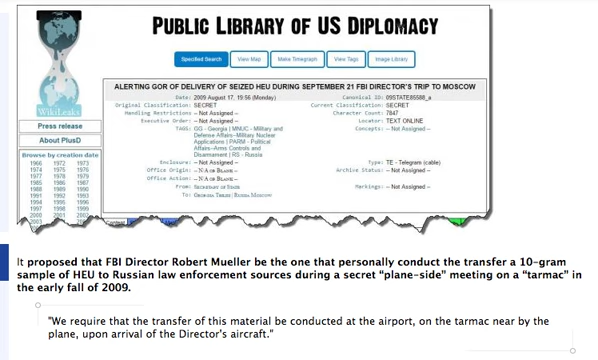 PUBLIC LIBRARY OF US DIPLOMACY
Specified Search View Map Make Timegraph View Tags Image Library
WikiLeaks
Press release
About PlusD
Browse by creation date
1966 1972 1973
1974 1975 1976
1977 1978 1979
1985 1986 1987
1991 1992 1993
1994 1995 1996
1997 1998 1999
2000 2001 2002
ALERTING GOR OF DELIVERY OF SEIZED HEU DURING SEPTEMBER 21 FBI DIRECTOR'S TRIP TO MOSCOW
Date: 2009 August 17, 19:56 (Monday) Canonical ID: 09STATE85588_a
Original Classification: SECRET Current Classification: SECRET
Handling Restrictions -- Not Assigned -- Character Count: 7847
Executive Order: -- Not Assigned -- Locator: TEXT ONLINE
TAGS: GG - Georgia | MNUC - Military and Concepts: -- Not Assigned --
Defense Affairs--Military Nuclear
Applications | PARM - Political
Affairs--Arms Controls and
Disarmament | RS - Russia
Enclosure: -- Not Assigned -- Type: TE - Telegram (cable)
Office Origin: -- N/A or Blank -- Archive Status: -- Not Assigned --
Office Action: -- N/A or Blank --
From: Secretary of State Markings: -- Not Assigned --
To: Georgia Tbilisi | Russia Moscow
It proposed that FBI Director Robert Mueller be the one that personally conduct the transfer a 10-gram
sample of HEU to Russian law enforcement sources during a secret “plane-side” meeting on a “tarmac” in
the early fall of 2009.
"We require that the transfer of this material be conducted at the airport, on the tarmac near by the
plane, upon arrival of the Director's aircraft."